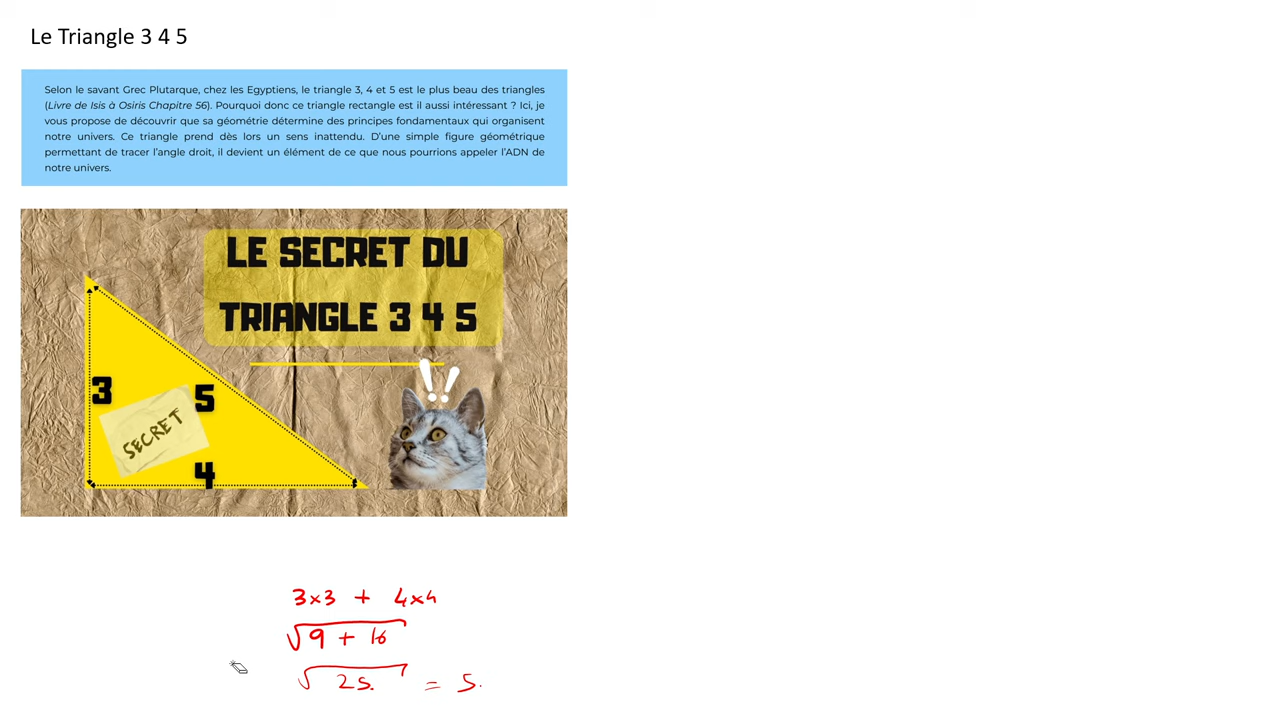 Le Triangle 3 4 5
Selon le savant Grec Plutarque, chez les Egyptiens, le triangle 3, 4 et 5 est le plus beau des triangles
(Livre de Isis à Osiris Chapitre 56). Pourquoi donc ce triangle rectangle est il aussi intéressant ? Ici, je
vous propose de découvrir que sa géométrie détermine des principes fondamentaux qui organisent
notre univers. Ce triangle prend dès lors un sens inattendu. D'une simple figure géométrique
permettant de tracer l'angle droit, il devient un élément de ce que nous pourrions appeler l'ADN de
notre univers.
LE SECRET DU
TRIANGLE 3 4 5
!!
3
5
SECRET
4
3x3 + 4x4
√9 + 16
√25. = 5.